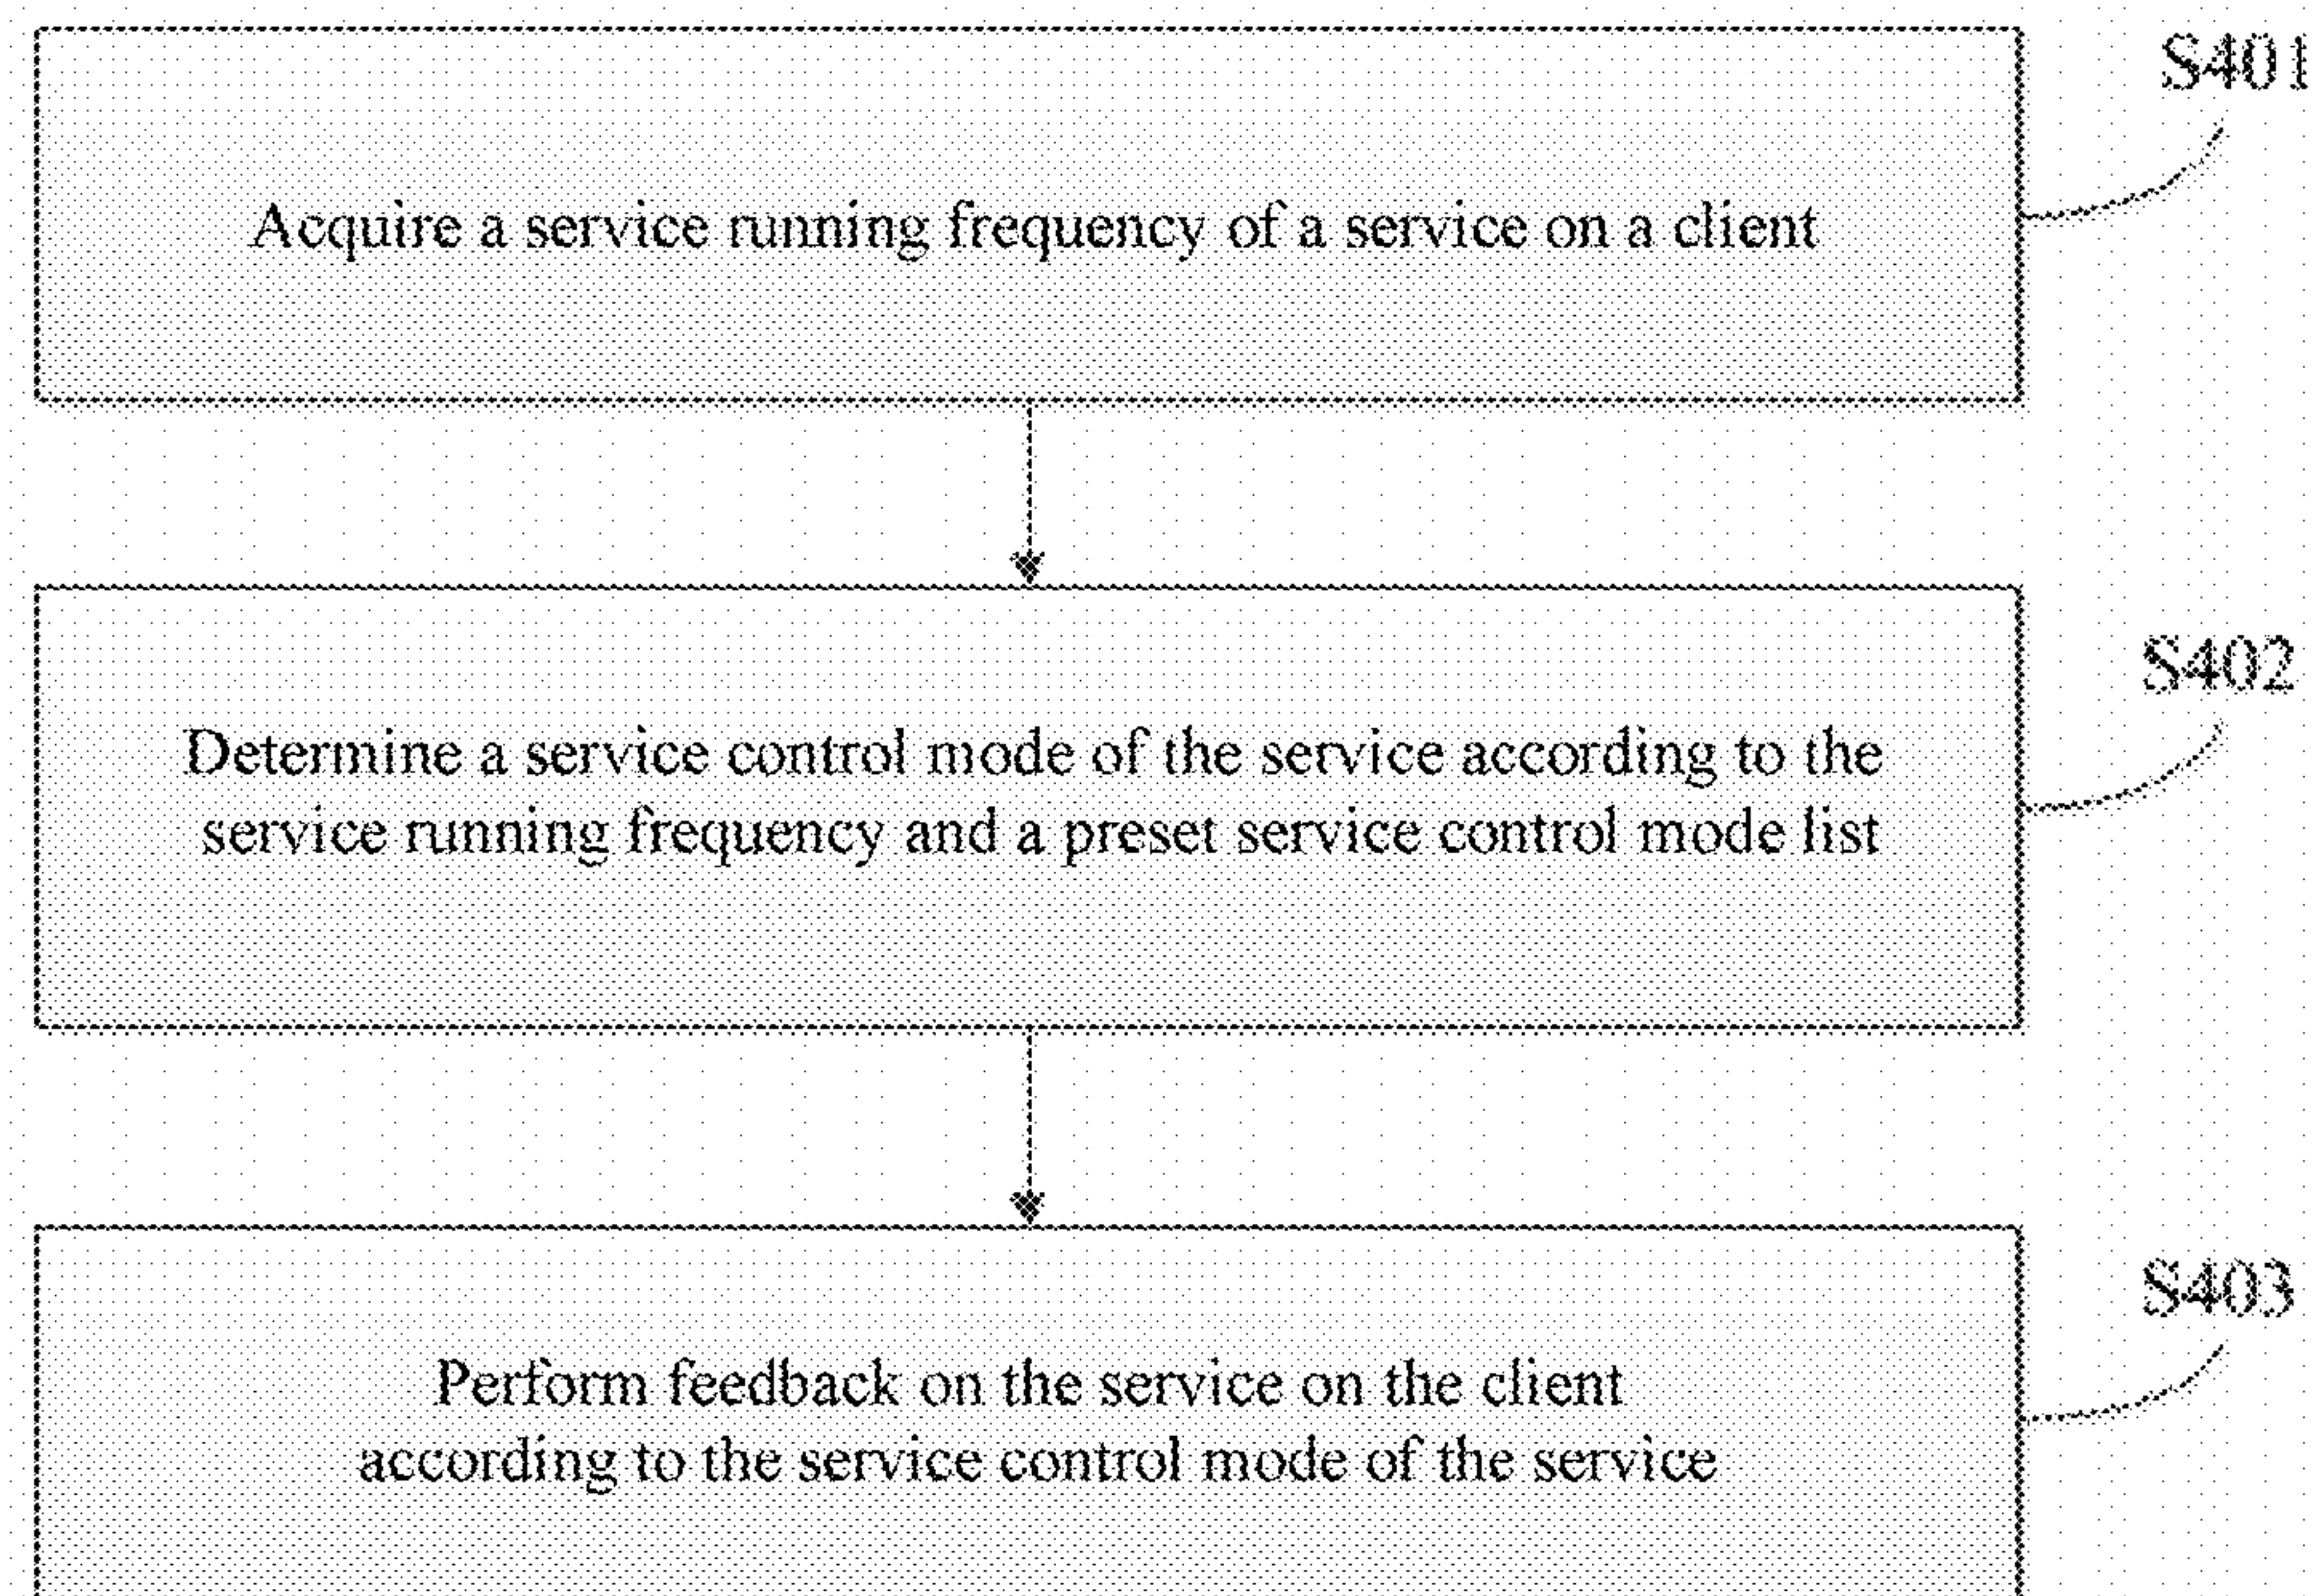 S401
Acquire a service running frequency of a service on a client
S402
Determine a service control mode of the service according to the
service running frequency and a preset service control mode list
S403
Perform feedback on the service on the client
according to the service control mode of the service